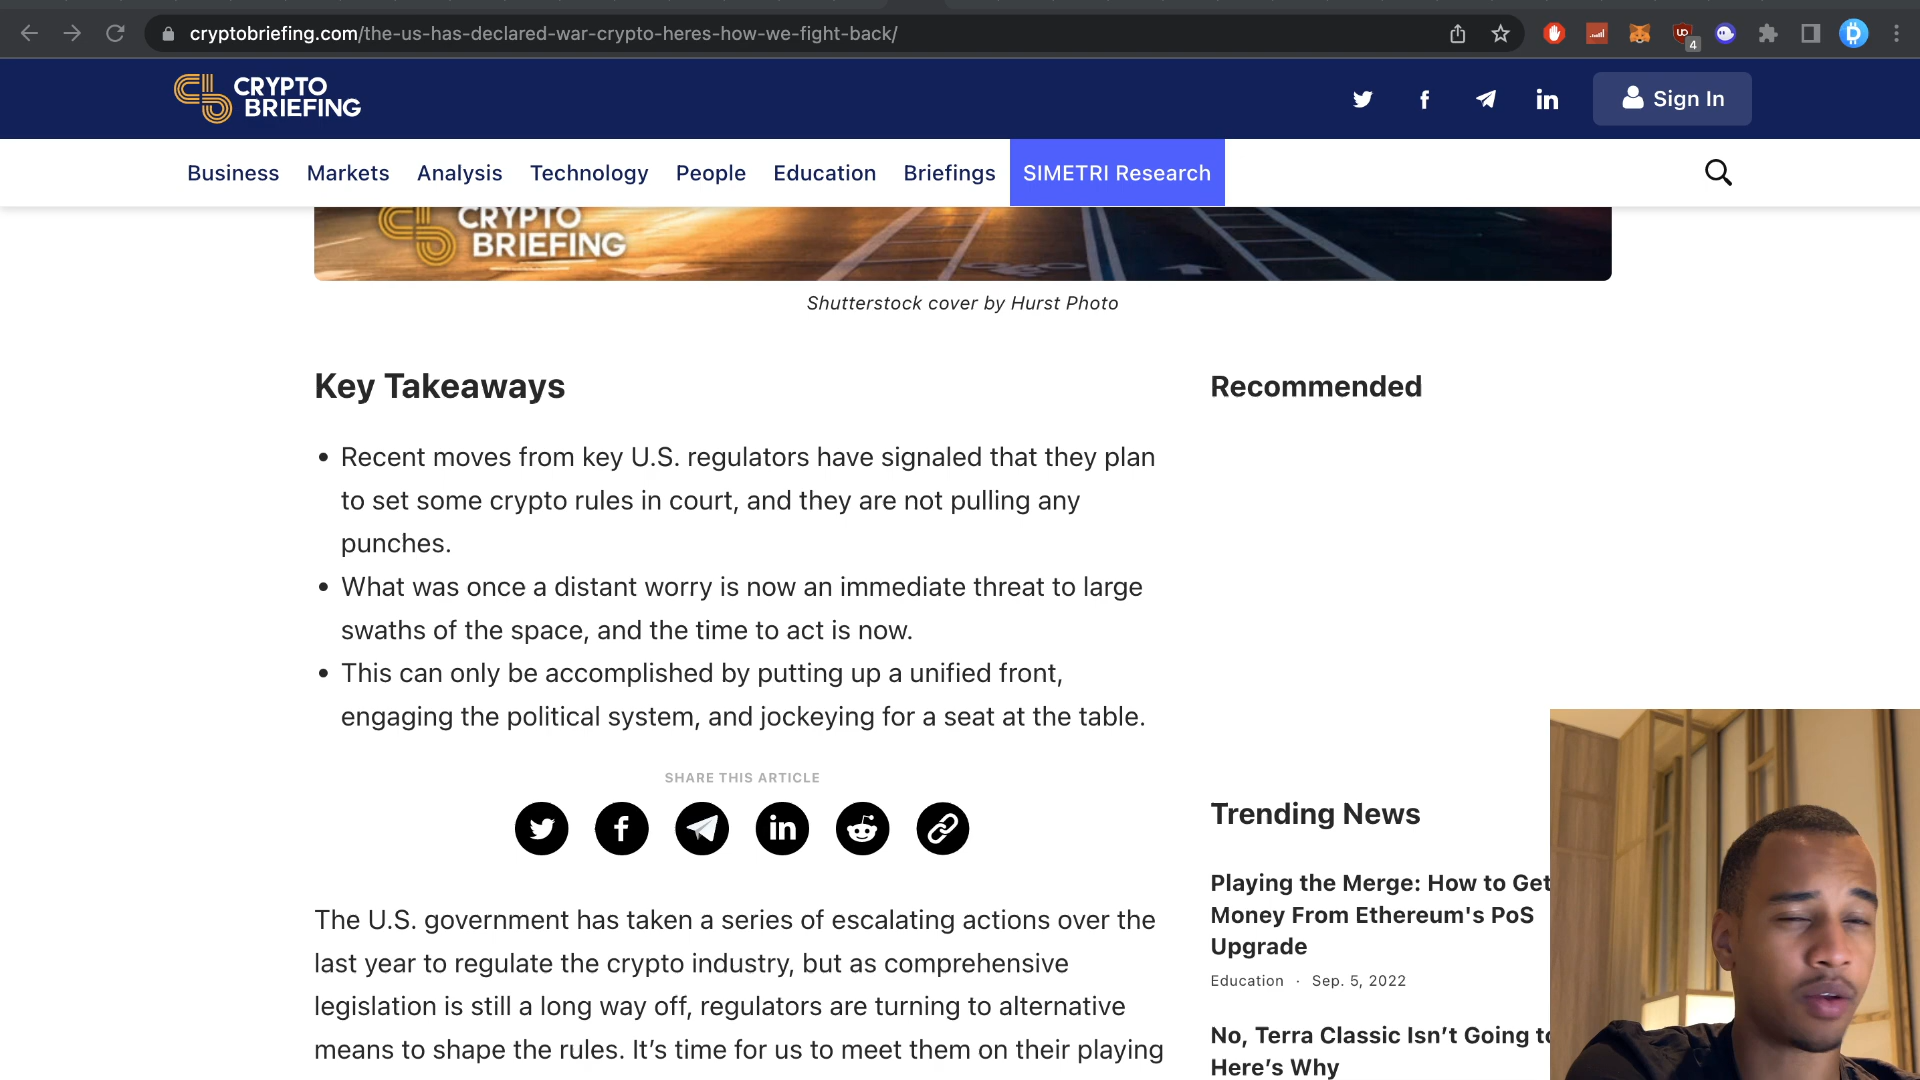 cryptobriefing.com/the-us-has-declared-war-crypto-heres-how-we-fight-back/
4
CRYPTO
BRIEFING
Sign In
Business Markets Analysis Technology People Education Briefings SIMETRI Research
CRYPTO
BRIEFING
Shutterstock cover by Hurst Photo
Key Takeaways
Recommended
• Recent moves from key U.S. regulators have signaled that they plan
to set some crypto rules in court, and they are not pulling any
punches.
• What was once a distant worry is now an immediate threat to large
swaths of the space, and the time to act is now.
• This can only be accomplished by putting up a unified front,
engaging the political system, and jockeying for a seat at the table.
SHARE THIS ARTICLE
The U.S. government has taken a series of escalating actions over the
last year to regulate the crypto industry, but as comprehensive
legislation is still a long way off, regulators are turning to alternative
means to shape the rules. It’s time for us to meet them on their playing
Trending News
Playing the Merge: How to Get
Money From Ethereum's PoS
Upgrade
Education · Sep. 5, 2022
No, Terra Classic Isn’t Going to
Here’s Why